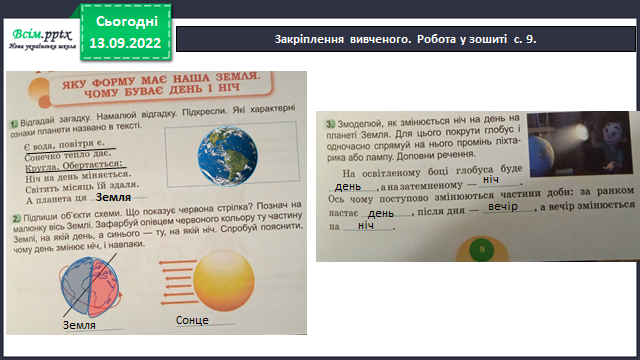 Всім.pptx
Нова українська школа
Сьогодні
13.09.2022
Закріплення вивченого. Робота у зошиті с. 9.
ЯКУ ФОРМУ МАЄ НАША ЗЕМЛЯ.
ЧОМУ БУВАЄ ДЕНЬ І НІЧ
1. Відгадай загадку. Намалюй відгадку. Підкресли. Які характерні
ознаки планети названо в тексті.
Є вода, повітря є.
Сонечко тепло дає.
Кругла. Обертається:
Ніч на день міняється.
Світить місяць їй здаля.
А планета ця Земля
2. Підпиши об'єкти схеми. Що показує червона стрілка? Познач на
малюнку вісь Землі. Зафарбуй олівцем червоного кольору ту частину
Землі, на якій день, а синього — ту, на якій ніч. Спробуй пояснити,
чому день змінює ніч, і навпаки.
Земля
Сонце
3. Змоделюй, як змінюється ніч на день на
планеті Земля. Для цього покрути глобус і
одночасно спрямуй на нього промінь ліхта-
рика або лампу. Доповни речення.
На освітленому боці глобуса буде
день, а на затемненому — ніч.
Ось чому поступово змінюються частини доби: за ранком
настає день, після дня — вечір, а вечір змінюється
на ніч.
9